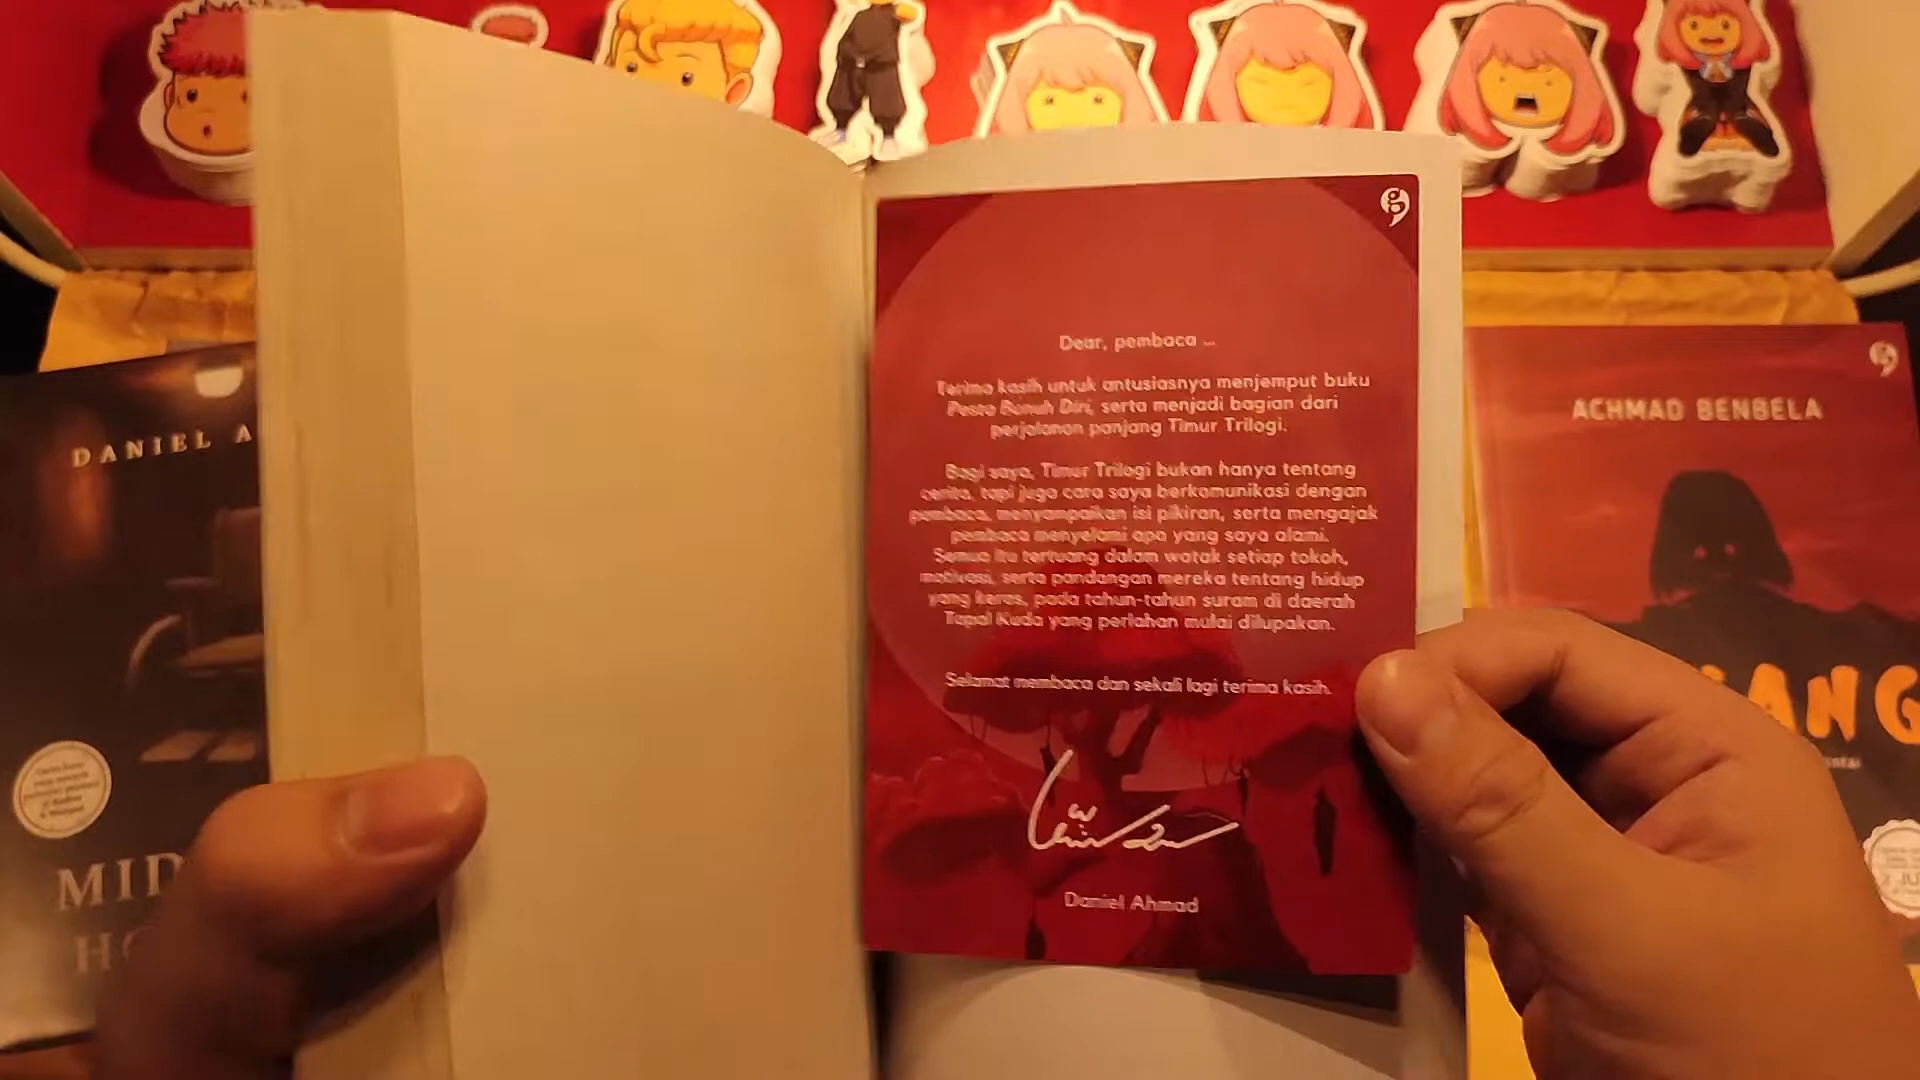 Dear, pembaca ...
Terima kasih untuk antusiasnya menjemput buku
Pesta Bunuh Diri, serta menjadi bagian dari
perjalanan panjang Timur Trilogi.
Bagi saya, Timur Trilogi bukan hanya tentang
cerita, tapi juga cara saya berkomunikasi dengan
pembaca, menyampaikan isi pikiran, serta mengajak
pembaca menyelami apa yang saya alami.
Semua itu tertuang dalam watak setiap tokoh,
motivasi, serta pandangan mereka tentang hidup
yang keras, pada tahun-tahun suram di daerah
Tapal Kuda yang perlahan mulai dilupakan.
Selamat membaca dan sekali lagi terima kasih.
Daniel Ahmad
DANIEL A
MID
HO
ACHMAD BENBELA
ANG